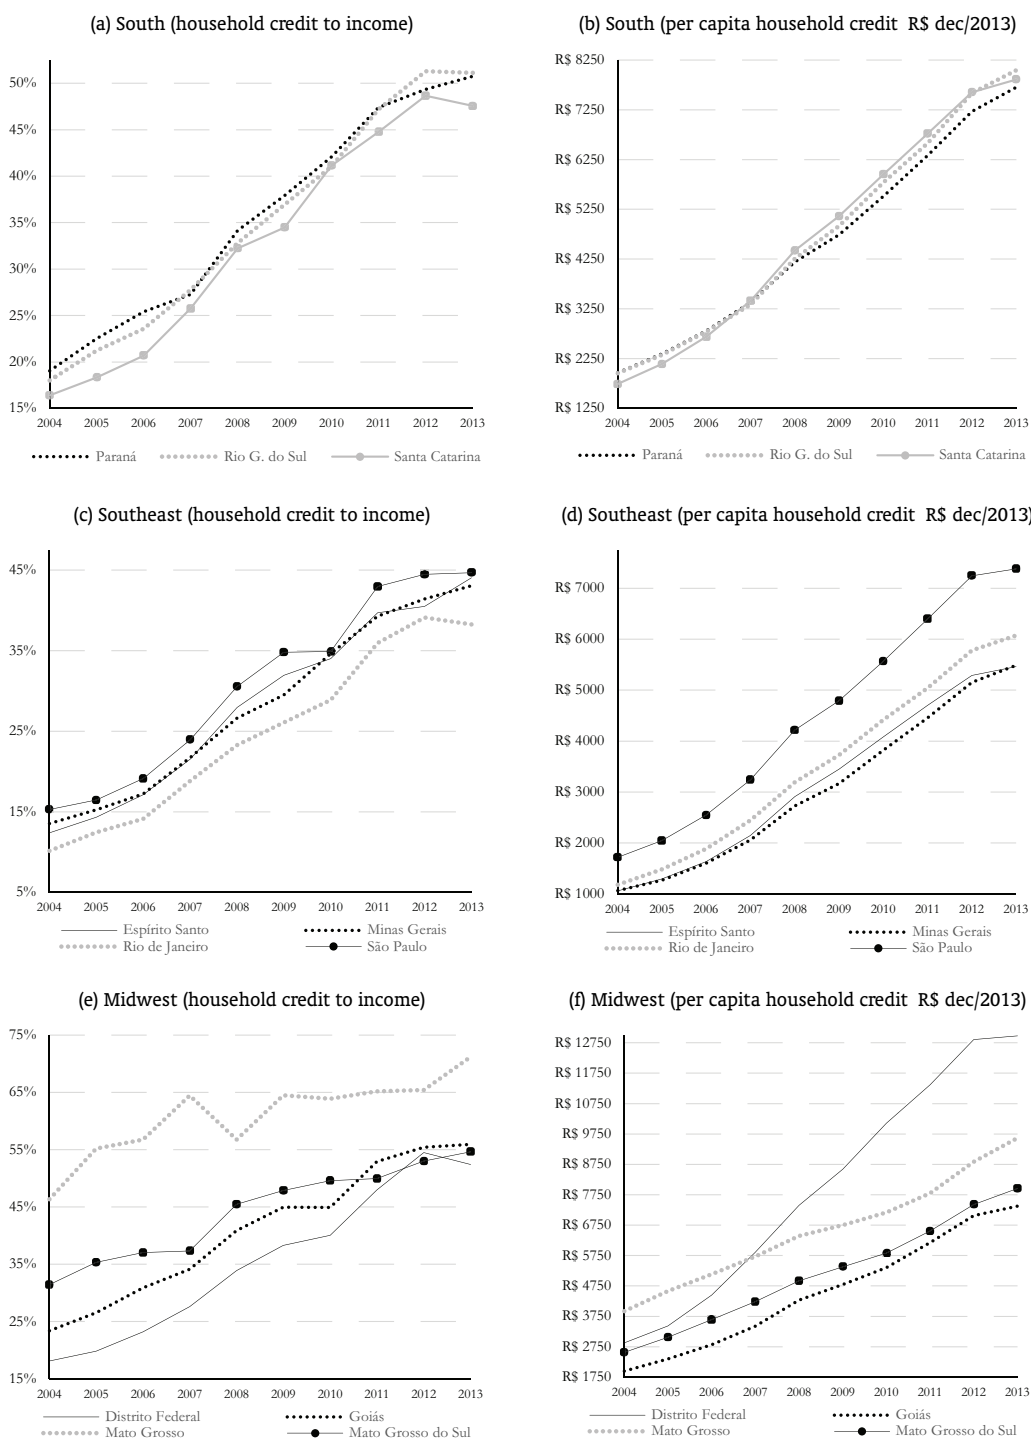 (a) South (household credit to income)
50%
45%
40%
35%
30%
25%
20%
15%
2004 2005 2006 2007 2008 2009 2010 2011 2012 2013
Paraná Rio G. do Sul Santa Catarina
(b) South (per capita household credit R$ dec/2013)
R$ 8250
R$ 7250
R$ 6250
R$ 5250
R$ 4250
R$ 3250
R$ 2250
R$ 1250
2004 2005 2006 2007 2008 2009 2010 2011 2012 2013
Paraná Rio G. do Sul Santa Catarina
(c) Southeast (household credit to income)
45%
35%
25%
15%
5%
2004 2005 2006 2007 2008 2009 2010 2011 2012 2013
Espírito Santo Minas Gerais
Rio de Janeiro São Paulo
(d) Southeast (per capita household credit R$ dec/2013)
R$ 7000
R$ 6000
R$ 5000
R$ 4000
R$ 3000
R$ 2000
R$ 1000
2004 2005 2006 2007 2008 2009 2010 2011 2012 2013
Espírito Santo Minas Gerais
Rio de Janeiro São Paulo
(e) Midwest (household credit to income)
75%
65%
55%
45%
35%
25%
15%
2004 2005 2006 2007 2008 2009 2010 2011 2012 2013
Distrito Federal Goiás
Mato Grosso Mato Grosso do Sul
(f) Midwest (per capita household credit R$ dec/2013)
R$ 12750
R$ 11750
R$ 10750
R$ 9750
R$ 8750
R$ 7750
R$ 6750
R$ 5750
R$ 4750
R$ 3750
R$ 2750
R$ 1750
2004 2005 2006 2007 2008 2009 2010 2011 2012 2013
Distrito Federal Goiás
Mato Grosso Mato Grosso do Sul